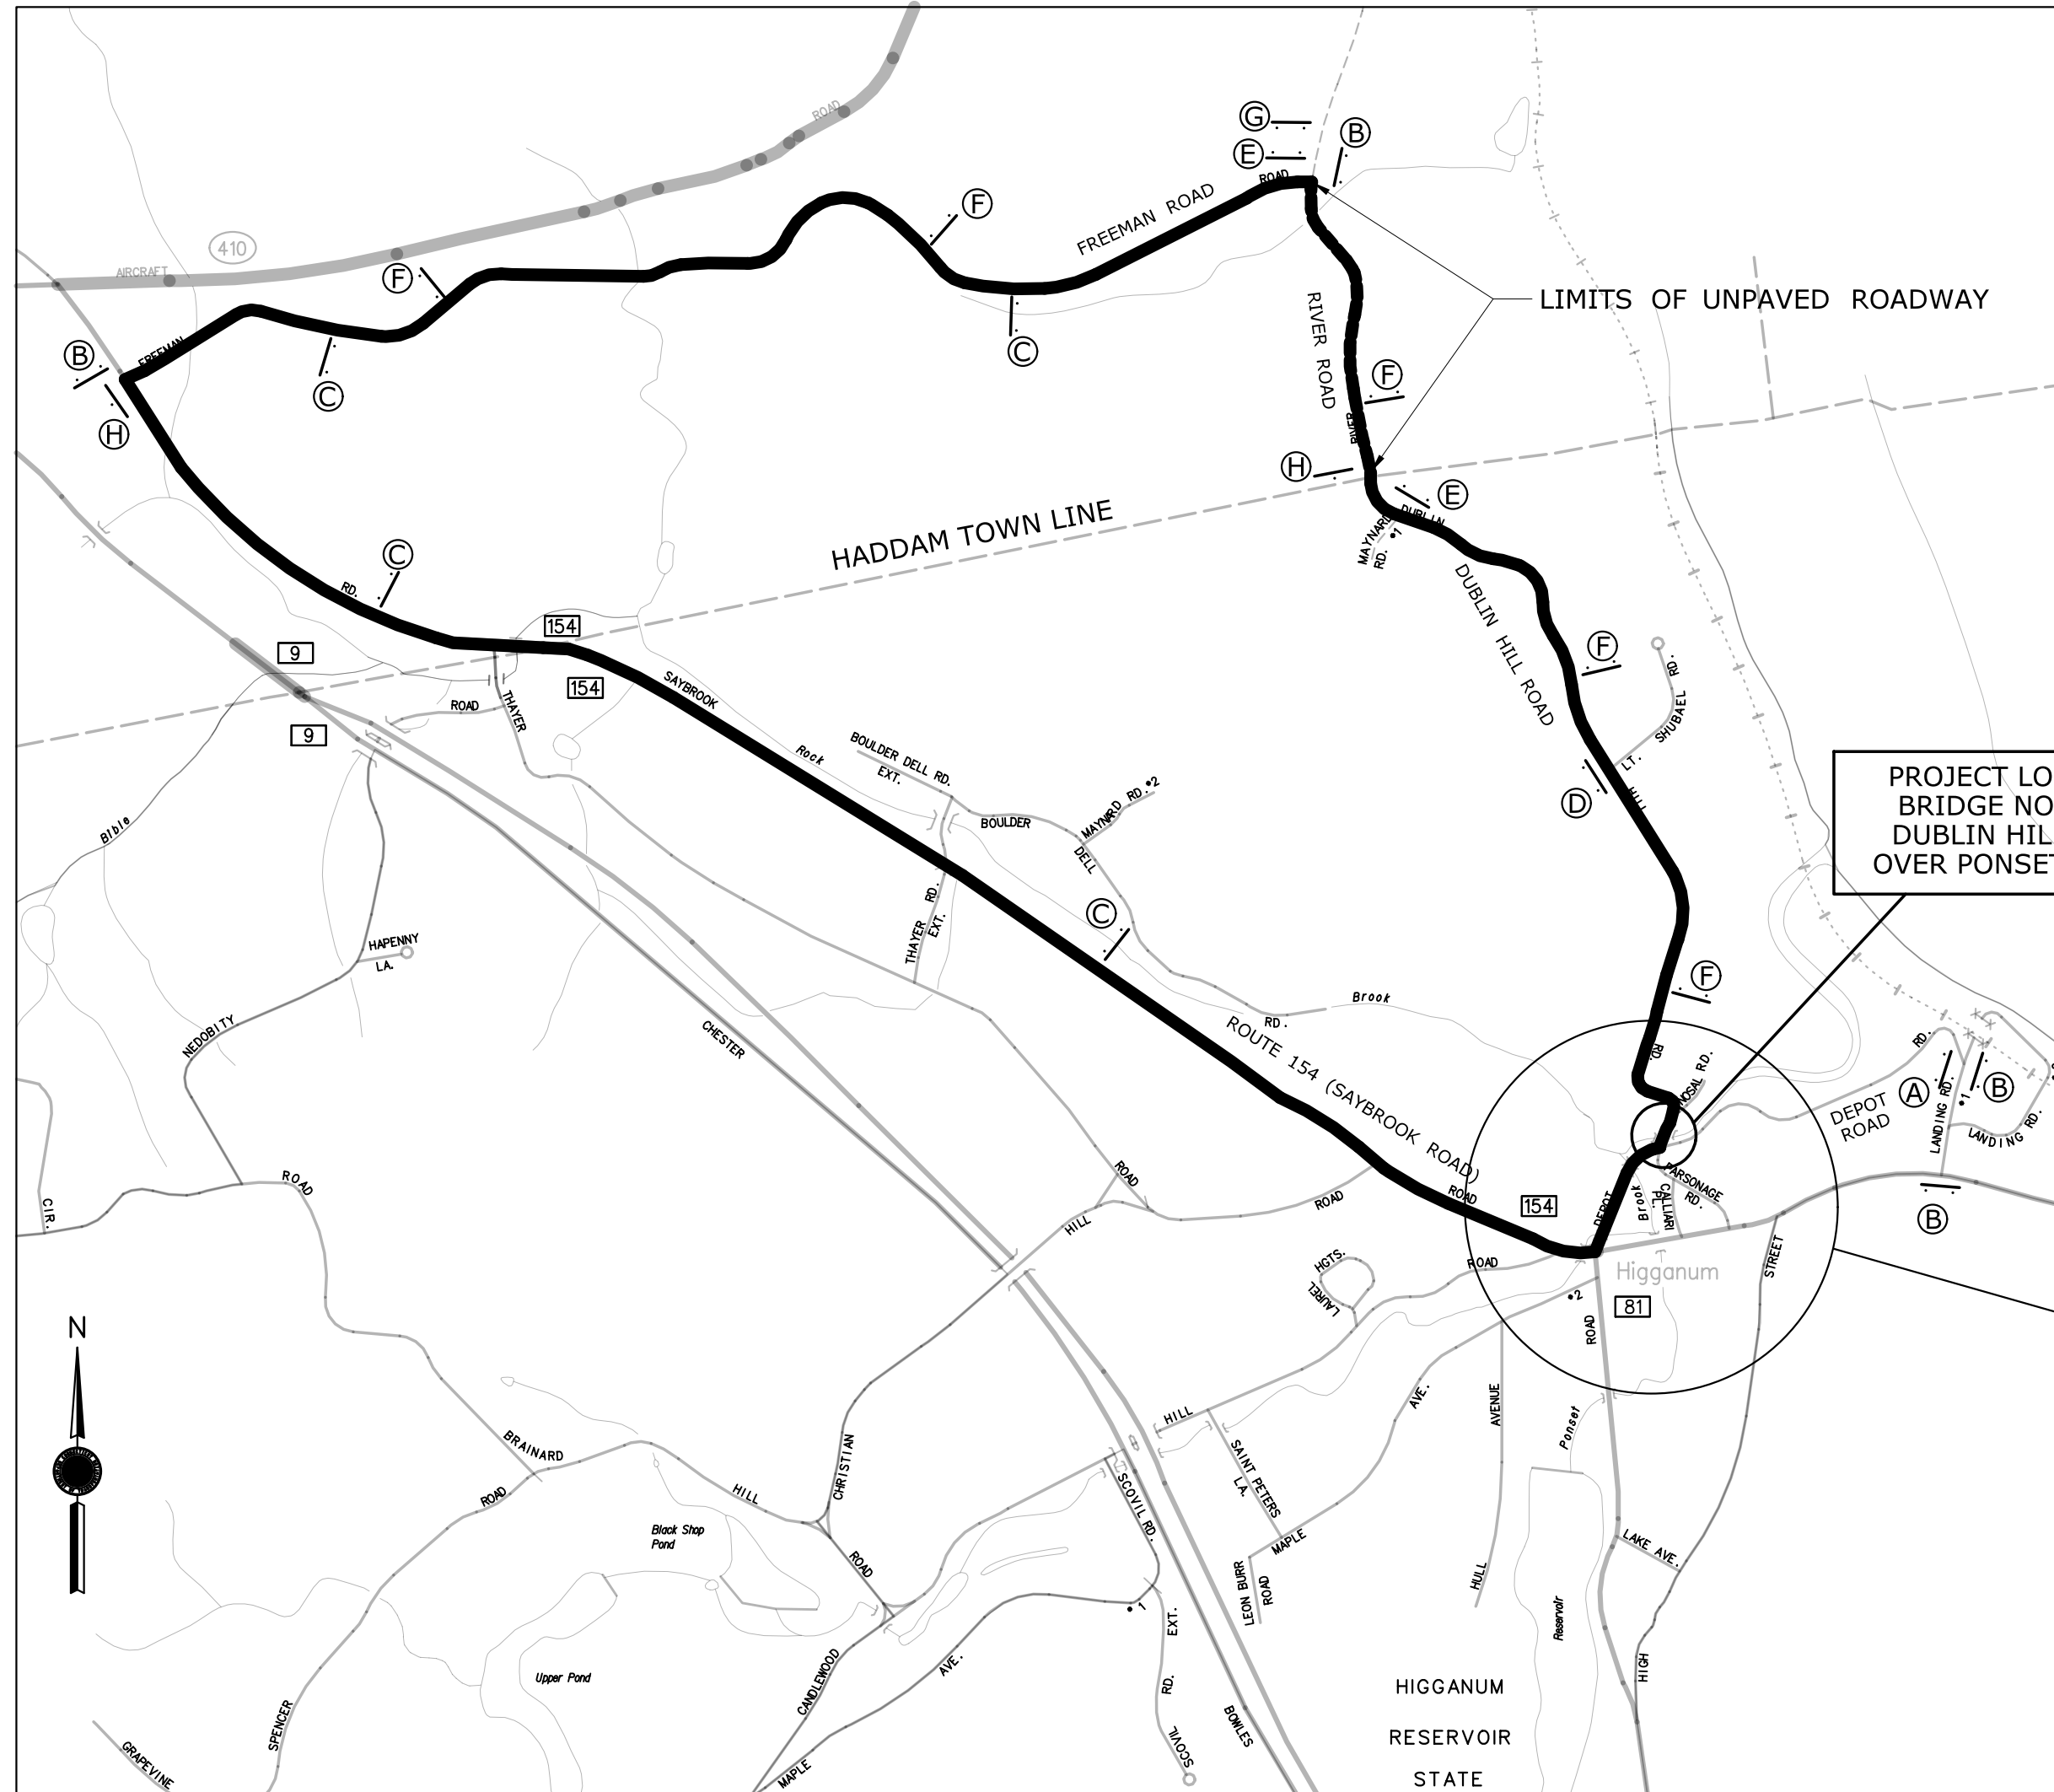 ROAD
G
B
E
ROAD
F
FREEMAN ROAD
410
AIRCRAFT
F
LIMITS OF UNPAVED ROADWAY
RIVER ROAD
B
FREEMAN
C
C
F
RIVER
H
H
E
HADDAM TOWN LINE
DUBLIN
MAYNARD
RD. •1
C
RD.
DUBLIN HILL ROAD
154
9
154
F
RD.
SHUBAEL
LT.
SAYBROOK
THAYER
ROAD
9
Rock
BOULDER DELL RD.
EXT.
MAYNARD RD. •2
BOULDER
DELL
HILL
D
PROJECT LO
BRIDGE NO
DUBLIN HIL
OVER PONSET
Bible
THAYER RD.
EXT.
C
HAPENNY
LA.
F
Brook
RD.
CHESTER
NEDOBITY
ROUTE 154 (SAYBROOK ROAD)
RD.
NOSAL RD.
RD.
A
B
LANDING RD. •1
LANDING RD.
DEPOT
ROAD
PARSONAGE
RD.
CALLIARI
PL.
Brook
DEPOT
ROAD
CIR.
ROAD
ROAD
ROAD
154
B
HILL
HGTS.
LAUREL
ROAD
Higganum
STREET
•2
81
ROAD
N
AVE.
AVENUE
Ponset
HILL
BRAINARD
HILL
CHRISTIAN
SAINT PETERS
LA.
SCOVIL RD.
ROAD
Black Shop
Pond
MAPLE
LAKE AVE.
ROAD
HULL
LEON BURR
ROAD
Reservoir
•1
EXT.
Upper Pond
CANDLEWOOD
AVE.
RD.
HIGH
HIGGANUM
RESERVOIR
STATE
SPENCER
BOWLES
SCOVIL
GRAPEVINE
MAPLE